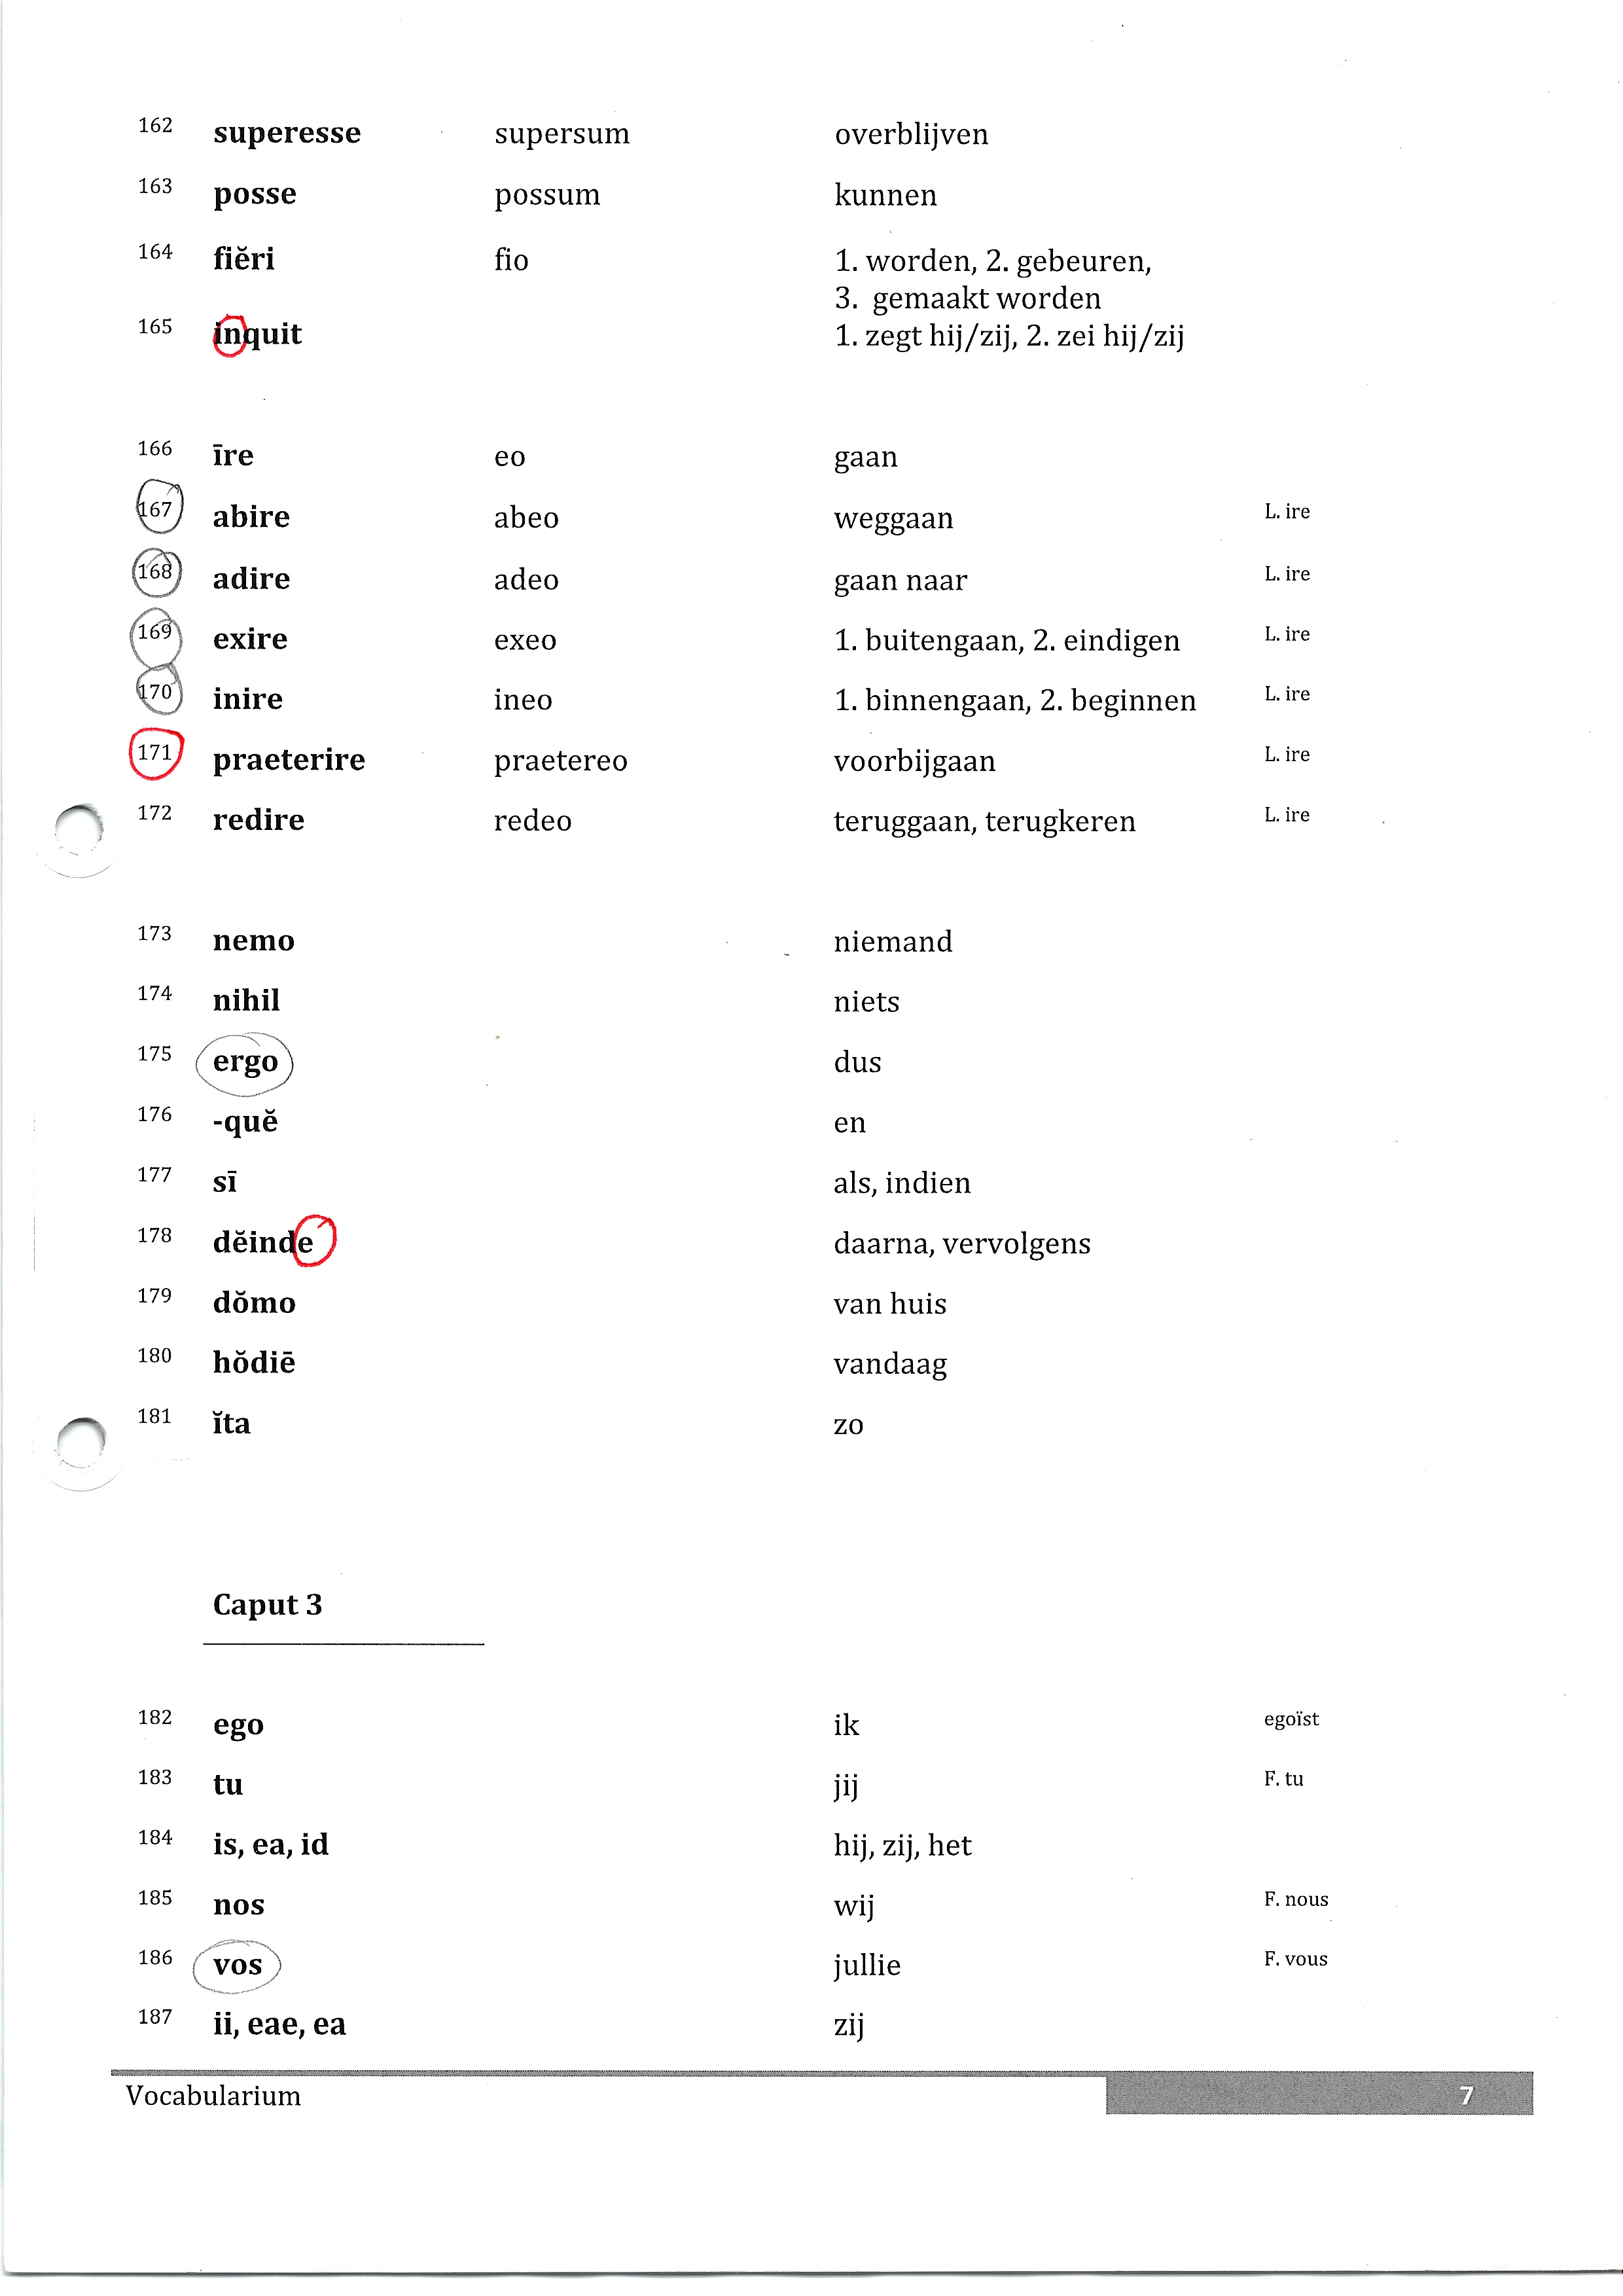 162 superesse supersum overblijven
163 posse possum kunnen
164 fiĕri fio 1. worden, 2. gebeuren,
3. gemaakt worden
165 inquit 1. zegt hij/zij, 2. zei hij/zij
166 īre eo gaan
167 abire abeo weggaan L. ire
168 adire adeo gaan naar L. ire
169 exire exeo 1. buitengaan, 2. eindigen L. ire
170 inire ineo 1. binnengaan, 2. beginnen L. ire
171 praeterire praetereo voorbijgaan L. ire
172 redire redeo teruggaan, terugkeren L. ire
173 nemo niemand
174 nihil niets
175 ergo dus
176 -quĕ en
177 sī als, indien
178 dĕinde daarna, vervolgens
179 dŏmo van huis
180 hŏdiē vandaag
181 ĭta zo
Caput 3
182 ego ik egoïst
183 tu jij F. tu
184 is, ea, id hij, zij, het
185 nos wij F. nous
186 vos jullie F. vous
187 ii, eae, ea zij
Vocabularium 7